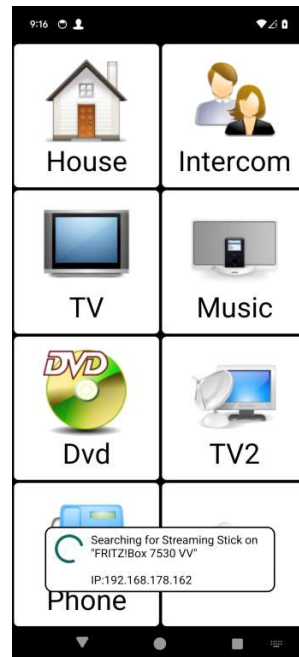 9:16
House Intercom
TV Music
DVD
Dvd TV2
Searching for Streaming Stick on
"FRITZ!Box 7530 VV"
IP:192.168.178.162
Phone